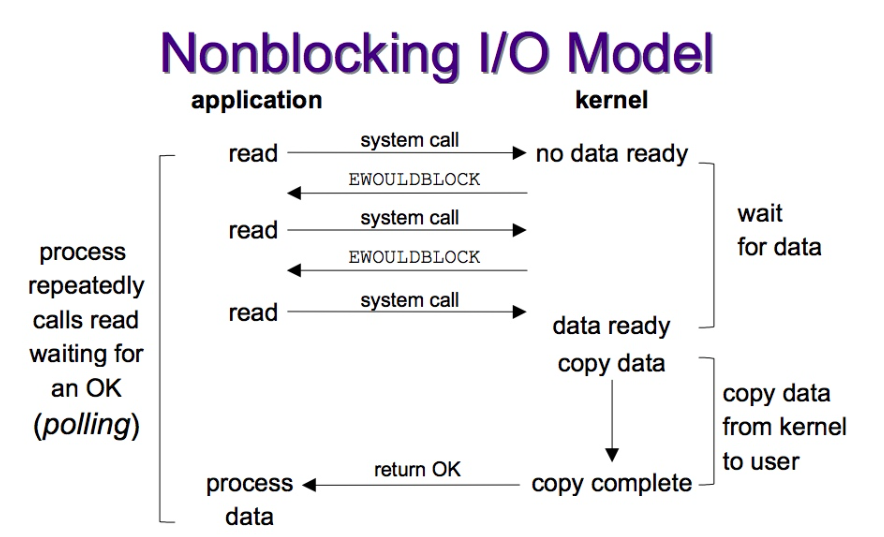 Nonblocking I/O Model
application
kernel
read
system call
no data ready
EWOULDBLOCK
read
system call
EWOULDBLOCK
read
system call
data ready
copy data
return OK
copy complete
process
data
process
repeatedly
calls read
waiting for
an OK
(polling)
wait
for data
copy data
from kernel
to user